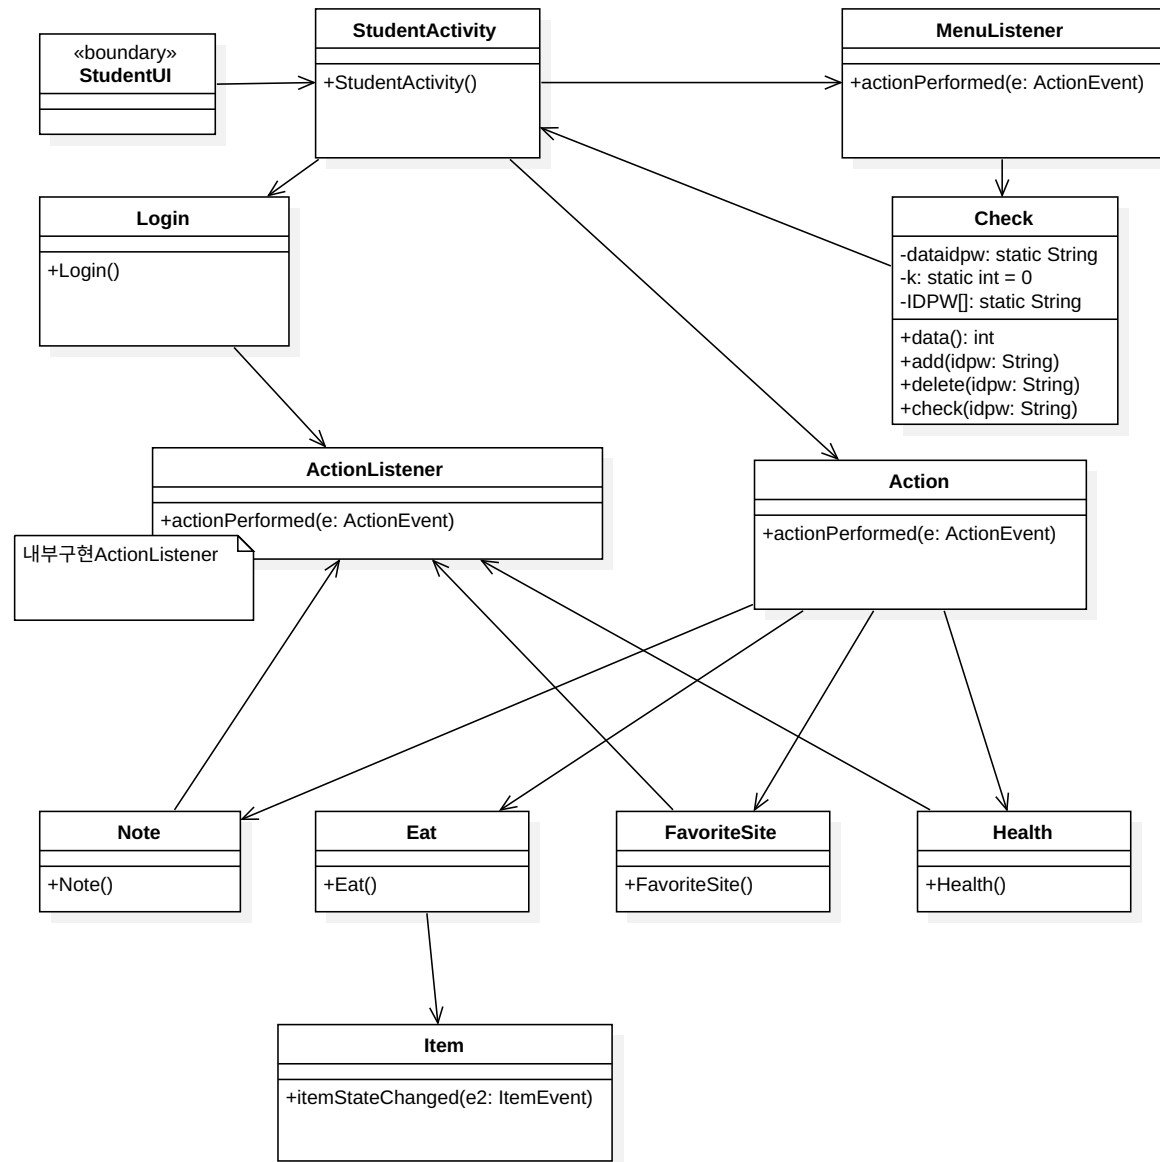 «boundary»
StudentUI
StudentActivity
+StudentActivity()
MenuListener
+actionPerformed(e: ActionEvent)
Login
+Login()
Check
-dataidpw: static String
-k: static int = 0
-IDPW[]: static String
+data(): int
+add(idpw: String)
+delete(idpw: String)
+check(idpw: String)
ActionListener
+actionPerformed(e: ActionEvent)
내부구현ActionListener
Action
+actionPerformed(e: ActionEvent)
Note
+Note()
Eat
+Eat()
FavoriteSite
+FavoriteSite()
Health
+Health()
Item
+itemStateChanged(e2: ItemEvent)